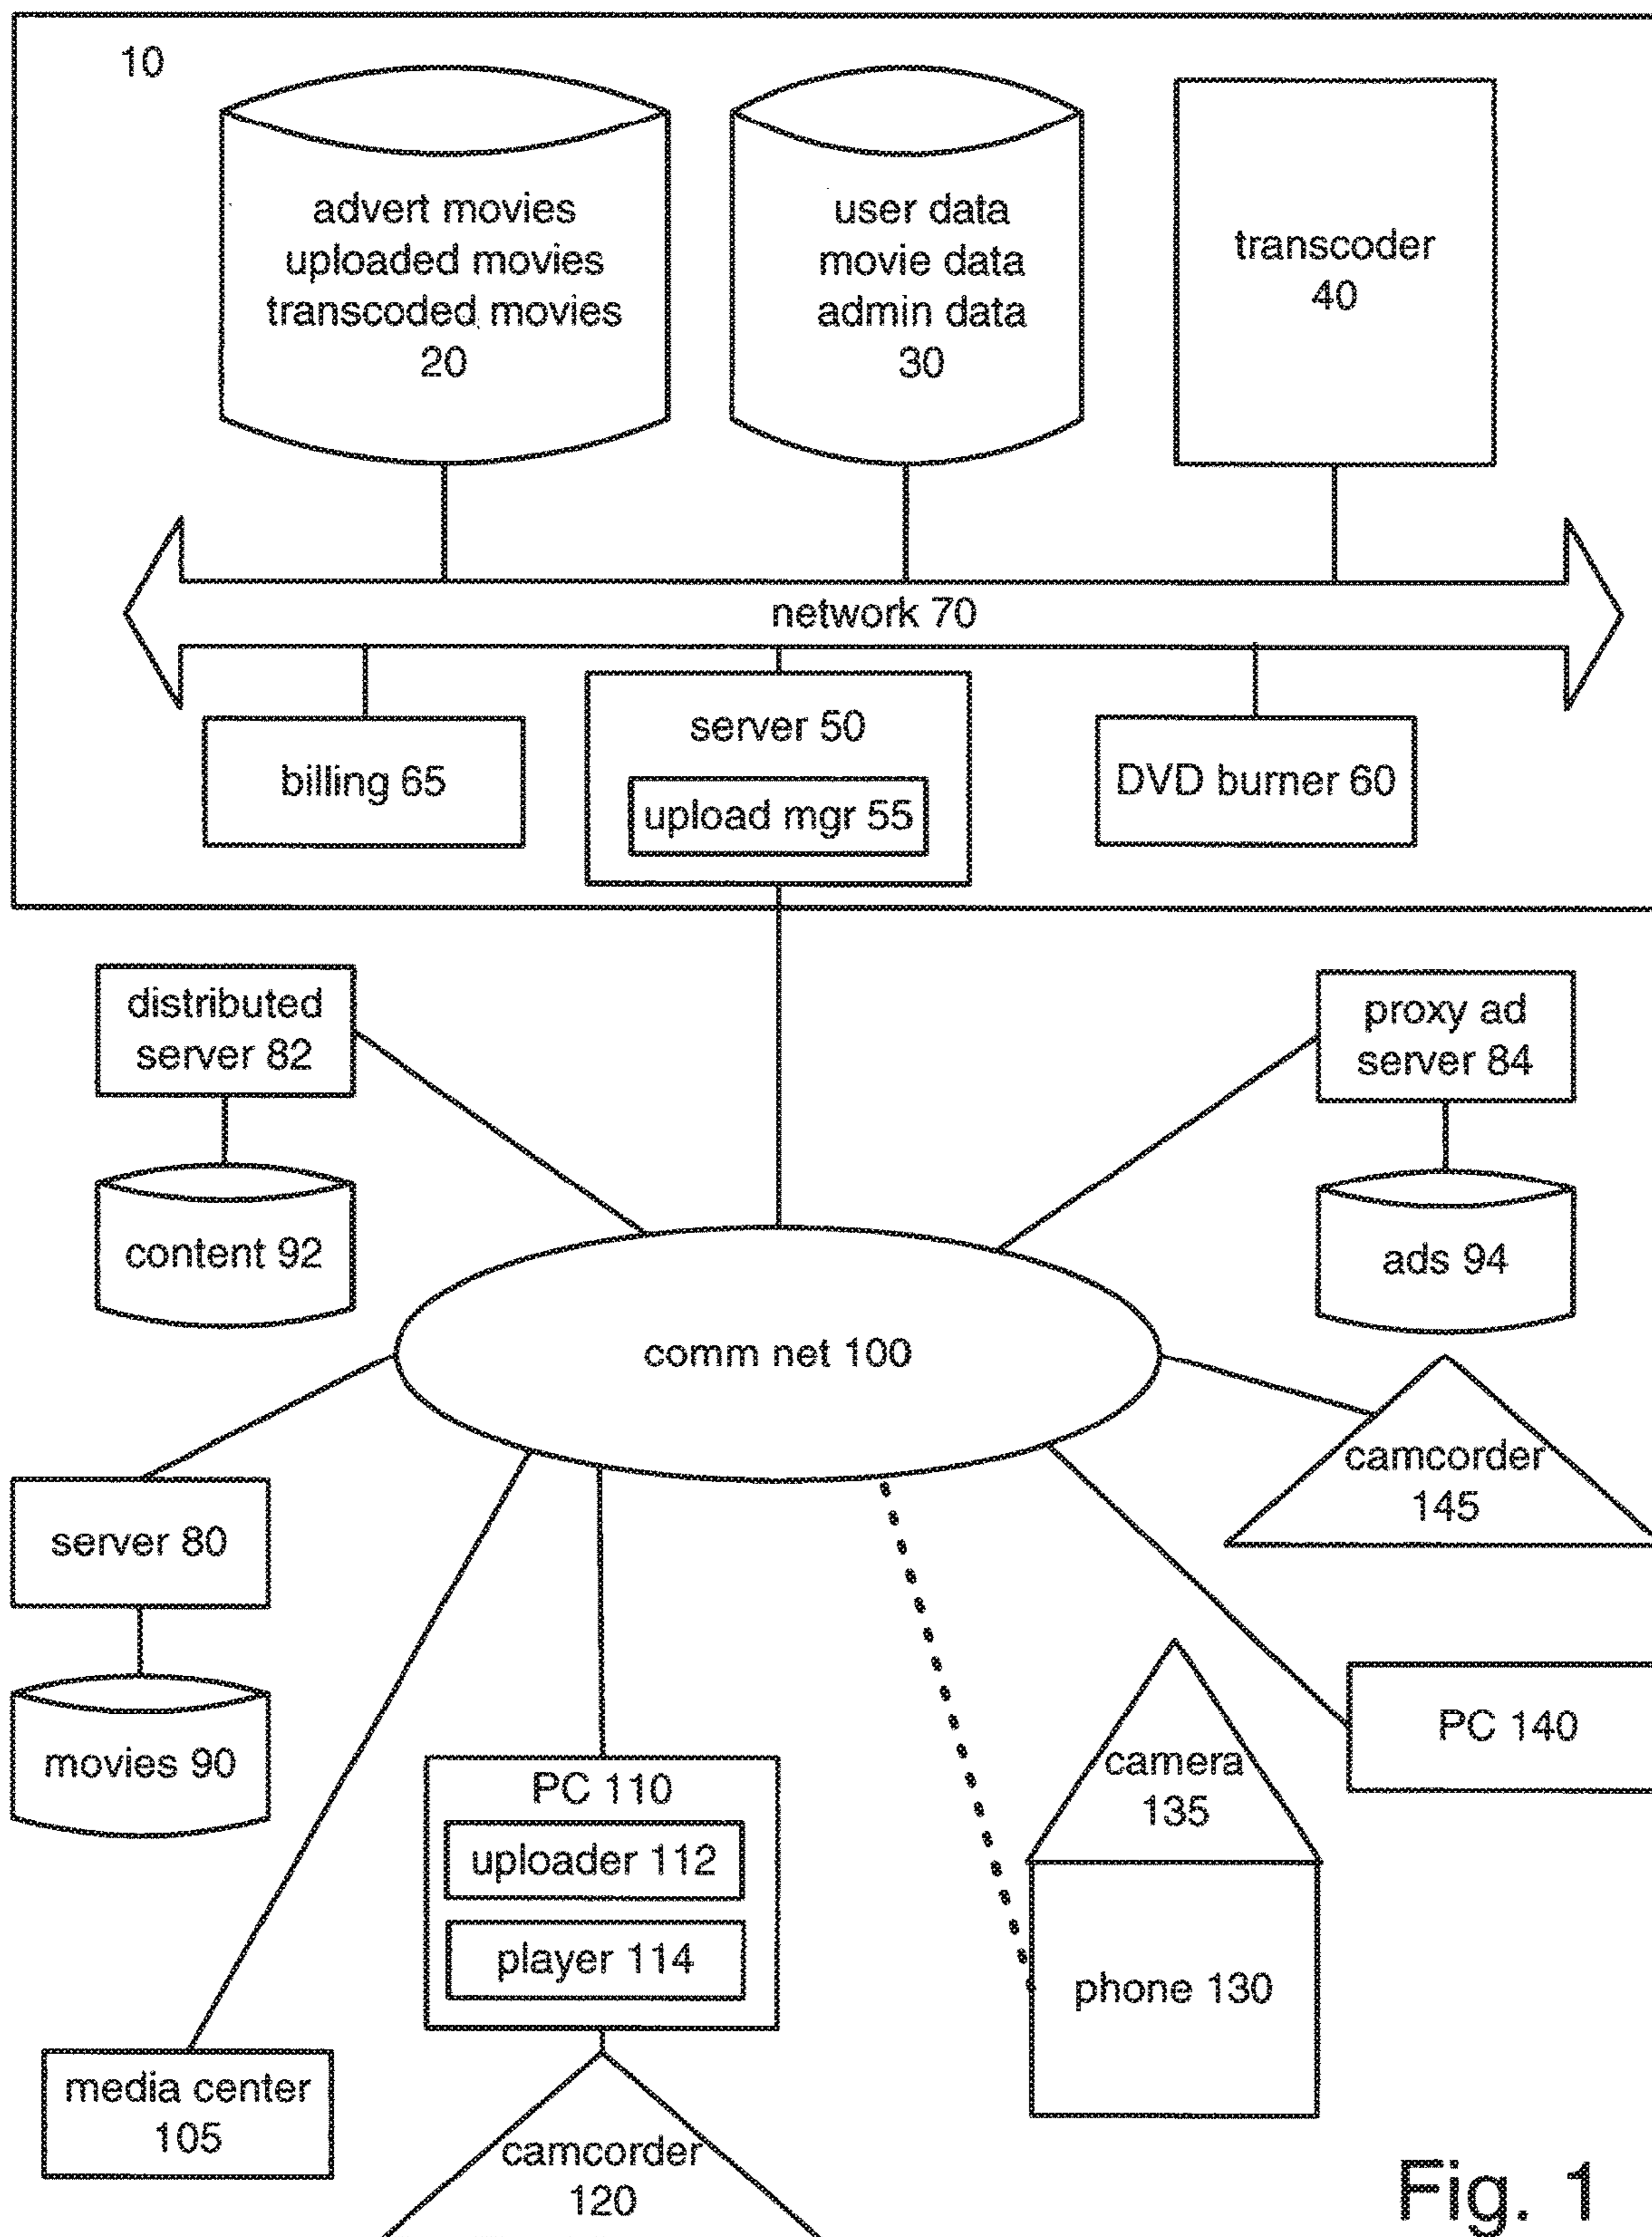 10
advert movies
uploaded movies
transcoded movies
20
user data
movie data
admin data
30
transcoder
40
network 70
billing 65
server 50
upload mgr 55
DVD burner 60
distributed
server 82
content 92
proxy ad
server 84
ads 94
comm net 100
camcorder
145
server 80
movies 90
PC 110
uploader 112
player 114
camera
135
phone 130
PC 140
media center
105
camcorder
120
Fig. 1